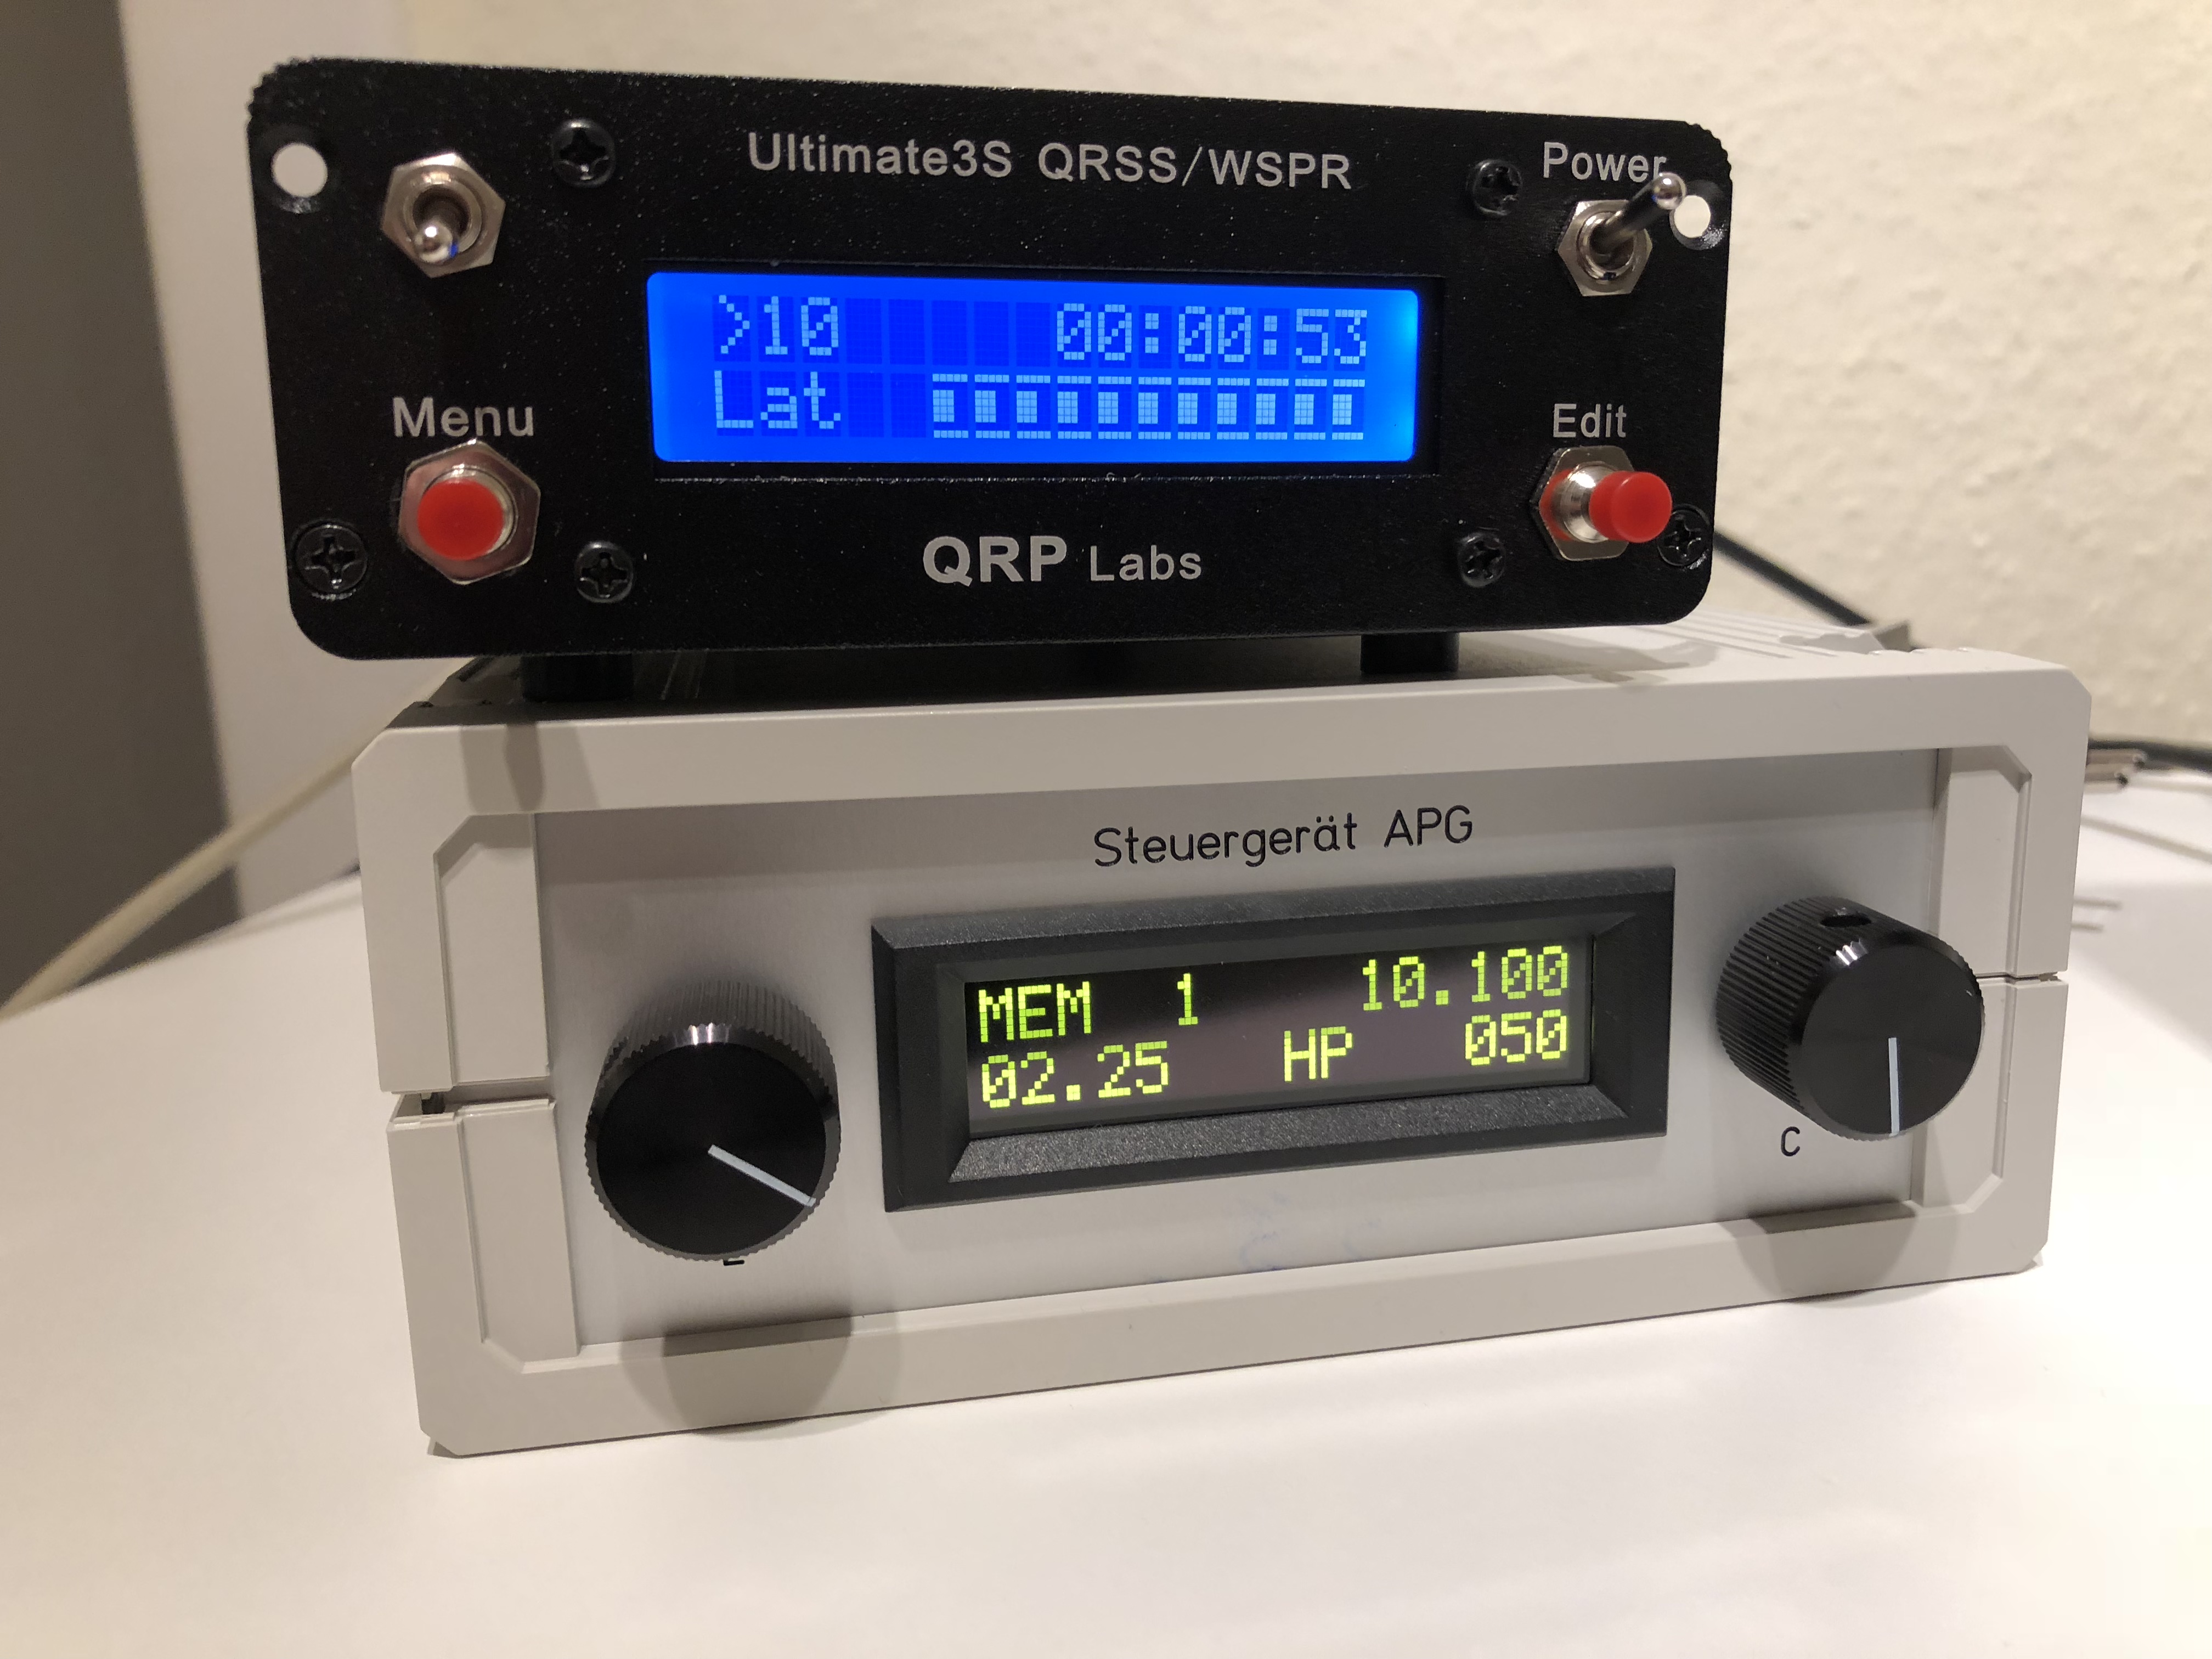 Ultimate3S QRSS/WSPR
Power
>10 00:00:53
Lat
Menu
Edit
QRP Labs
Steuergerät APG
MEM 1 10.100
02.25 HP 050
C